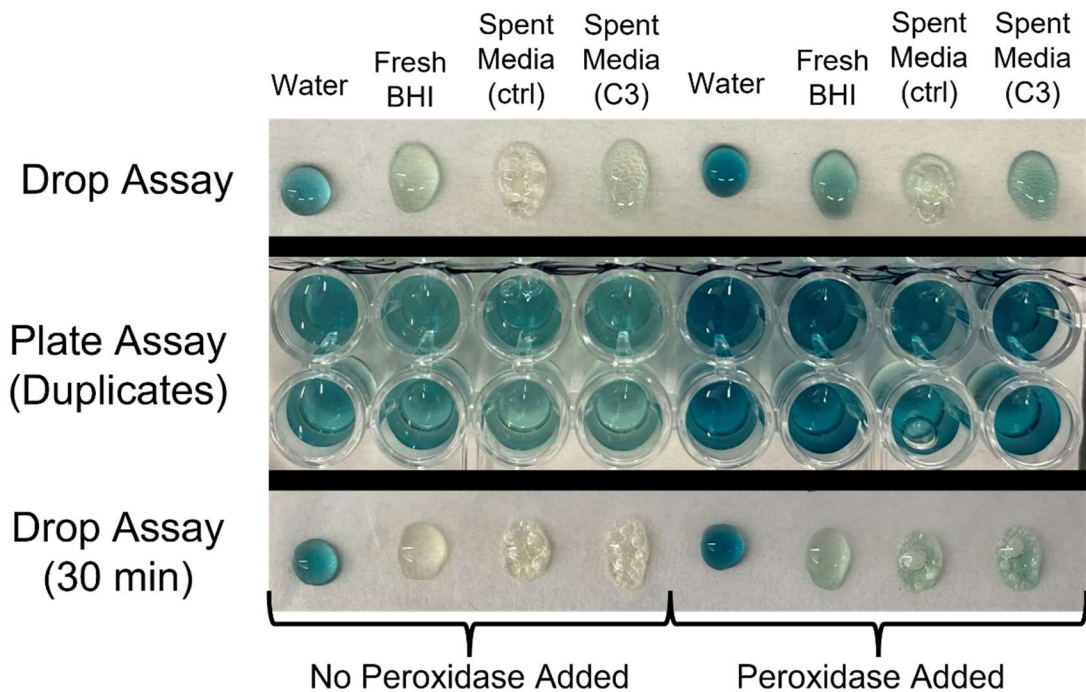 Water
Fresh
BHI
Spent
Media
(ctrl)
Spent
Media
(C3)
Water
Fresh
BHI
Spent
Media
(ctrl)
Spent
Media
(C3)
Drop Assay
Plate Assay
(Duplicates)
Drop Assay
(30 min)
No Peroxidase Added
Peroxidase Added